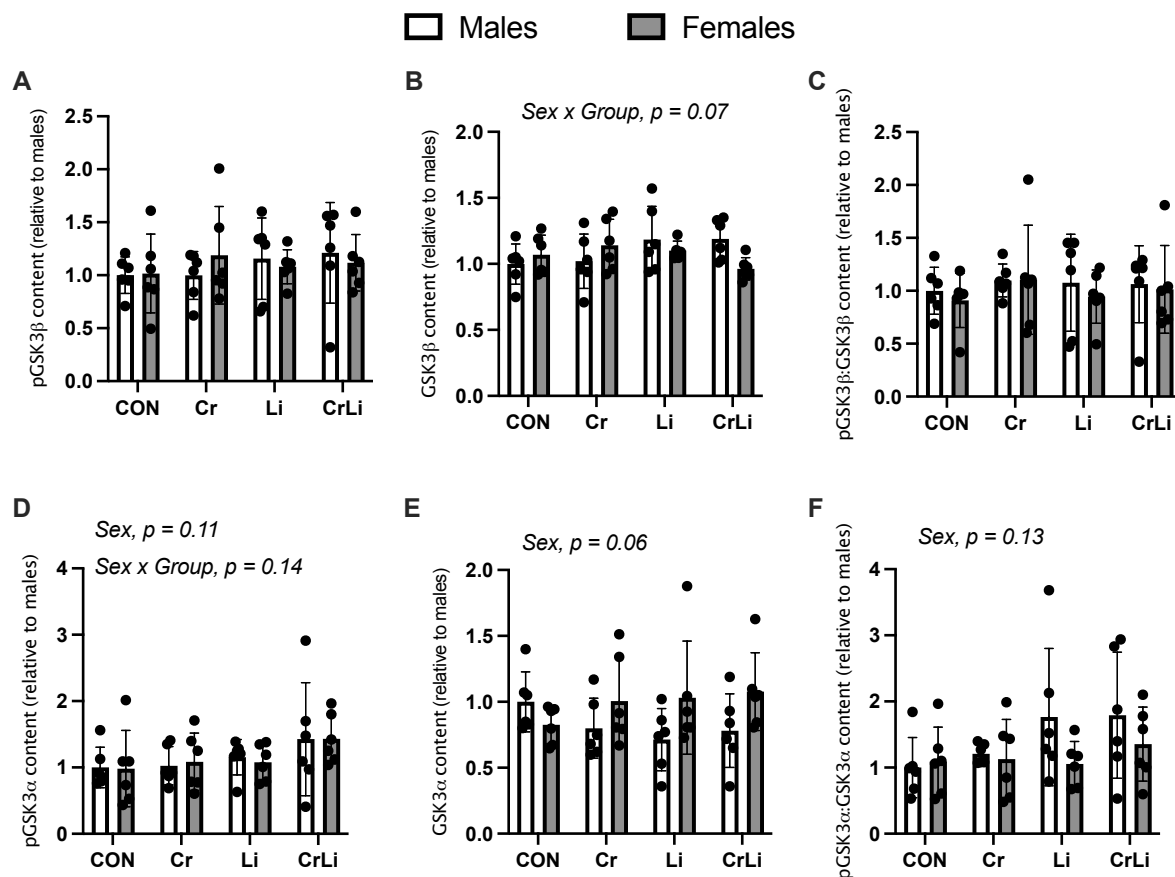 Males Females
A
pGSK3β content (relative to males)
2.5
2.0
1.5
1.0
0.5
0.0
CON Cr Li CrLi
B
Sex x Group, p = 0.07
GSK3β content (relative to males)
2.0
1.5
1.0
0.5
0.0
CON Cr Li CrLi
C
pGSK3β:GSK3β content (relative to males)
2.5
2.0
1.5
1.0
0.5
0.0
CON Cr Li CrLi
D
Sex, p = 0.11
Sex x Group, p = 0.14
pGSK3α content (relative to males)
4
3
2
1
0
CON Cr Li CrLi
E
Sex, p = 0.06
GSK3α content (relative to males)
2.0
1.5
1.0
0.5
0.0
CON Cr Li CrLi
F
Sex, p = 0.13
pGSK3α:GSK3α content (relative to males)
4
3
2
1
0
CON Cr Li CrLi